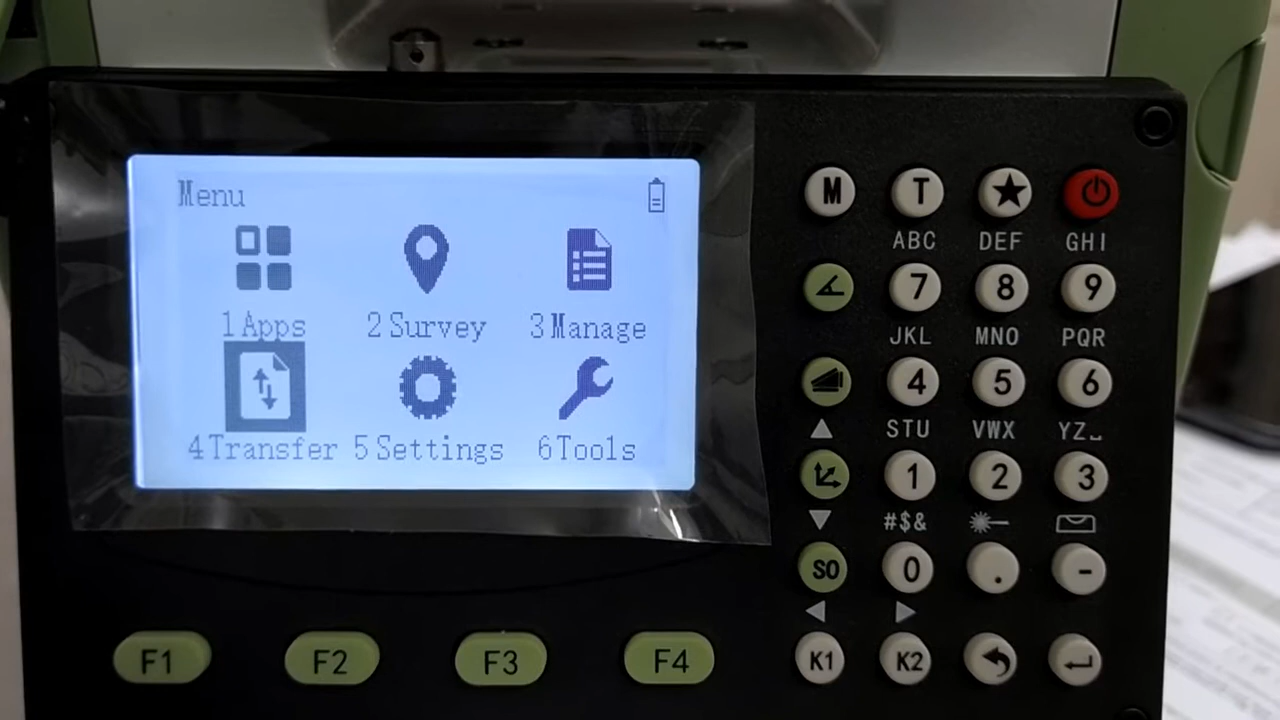 Menu
1 Apps 2 Survey 3 Manage
4 Transfer 5 Settings 6 Tools
M T
ABC DEF GHI
7 8 9
JKL MNO PQR
4 5 6
STU VWX YZ⎵
1 2 3
#$&
SO 0 . -
F1 F2 F3 F4 K1 K2